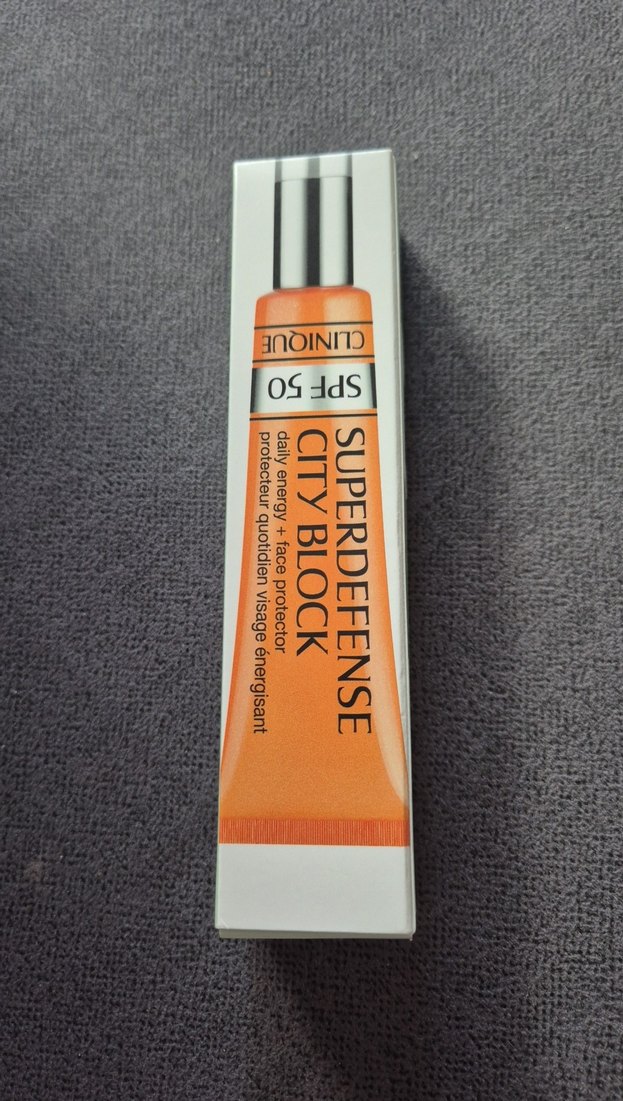 CLINIQUE
SPF 50
SUPERDEFENSE
CITY BLOCK
daily energy + face protector
protecteur quotidien visage énergisant